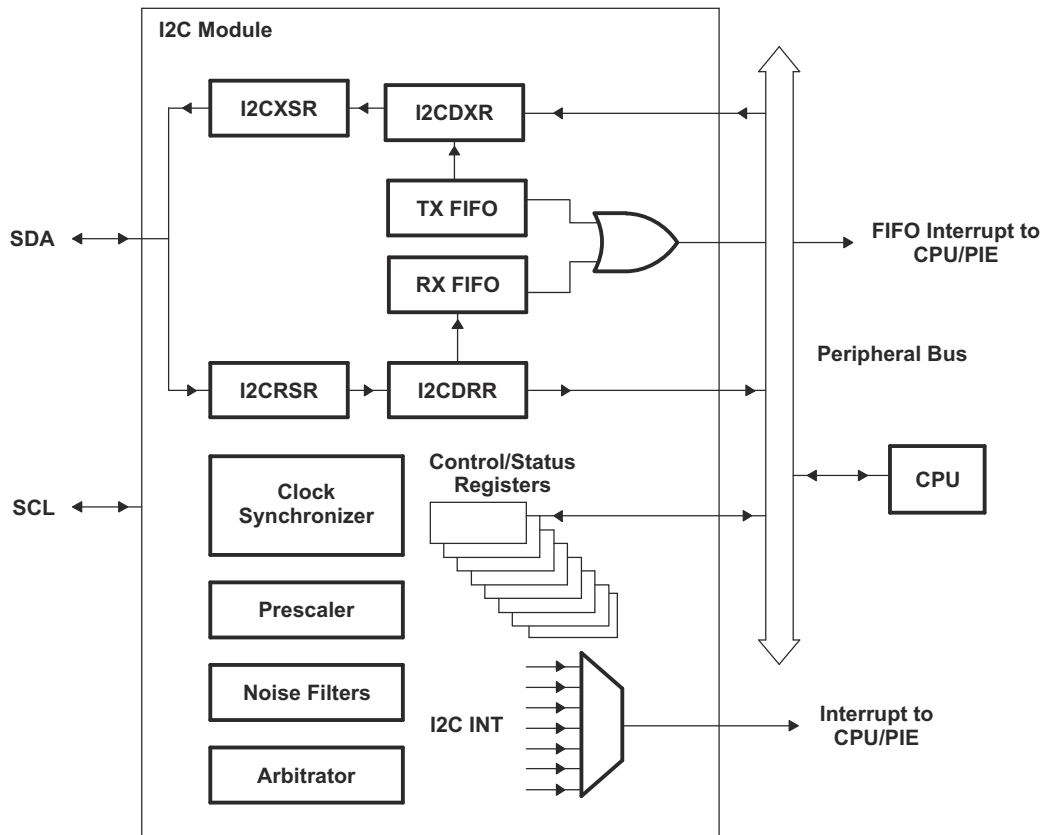 I2C Module
I2CXSR
I2CDXR
TX FIFO
SDA
FIFO Interrupt to
CPU/PIE
RX FIFO
Peripheral Bus
I2CRSR
I2CDRR
Control/Status
Registers
CPU
SCL
Clock
Synchronizer
Prescaler
Noise Filters
I2C INT
Interrupt to
CPU/PIE
Arbitrator